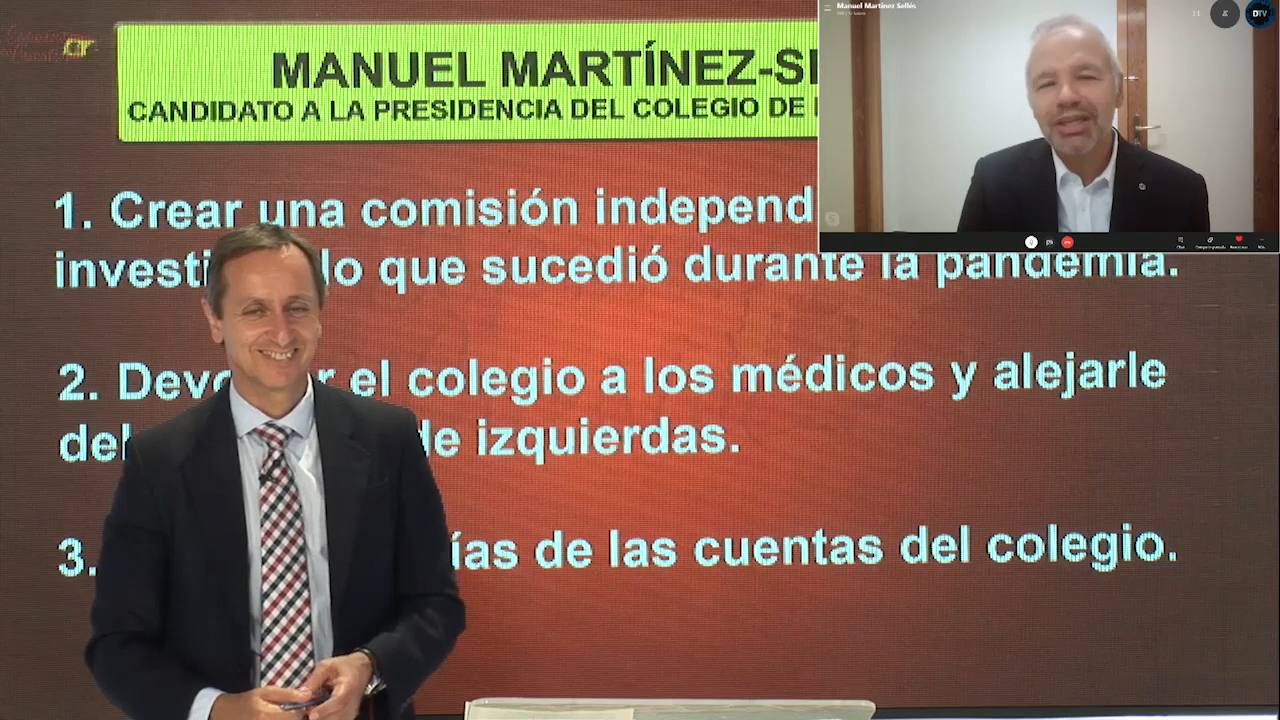 MANUEL MARTÍNEZ-S
CANDIDATO A LA PRESIDENCIA DEL COLEGIO DE
Manuel Martínez Sellés
DTV
1. Crear una comisión independ
investi lo que sucedió durante la pandemia.
2. Devo r el colegio a los médicos y alejarle
del de izquierdas.
3. ías de las cuentas del colegio.